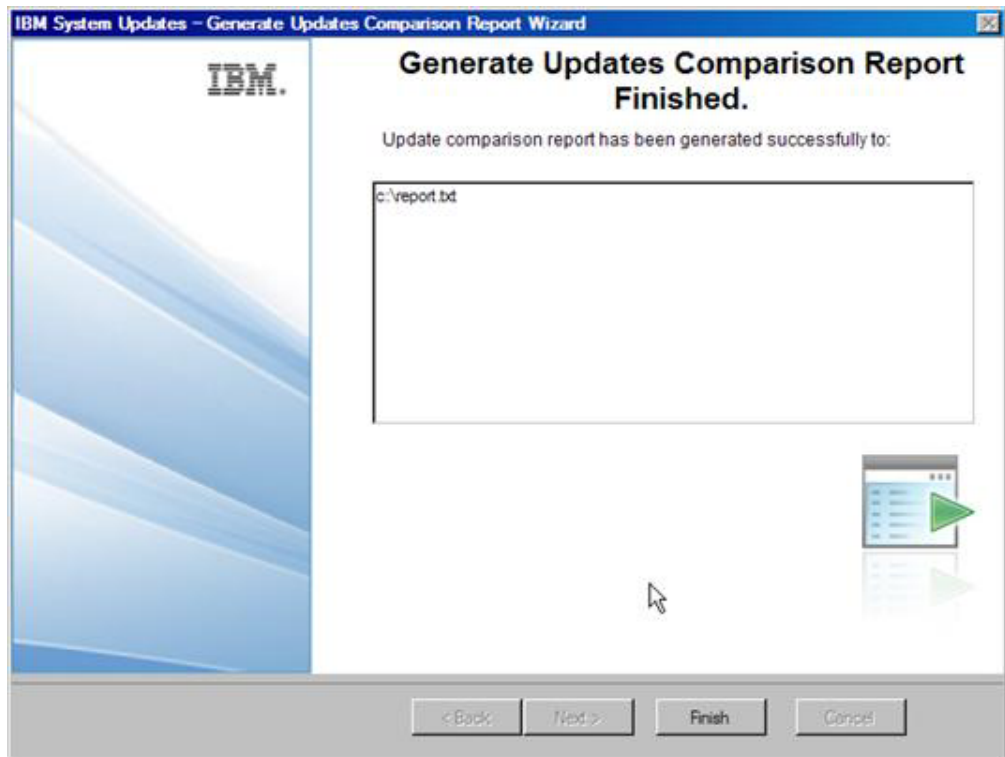 IBM System Updates – Generate Updates Comparison Report Wizard
IBM.
Generate Updates Comparison Report
Finished.
Update comparison report has been generated successfully to:
c:\report.txt
< Back
Next >
Finish
Cancel